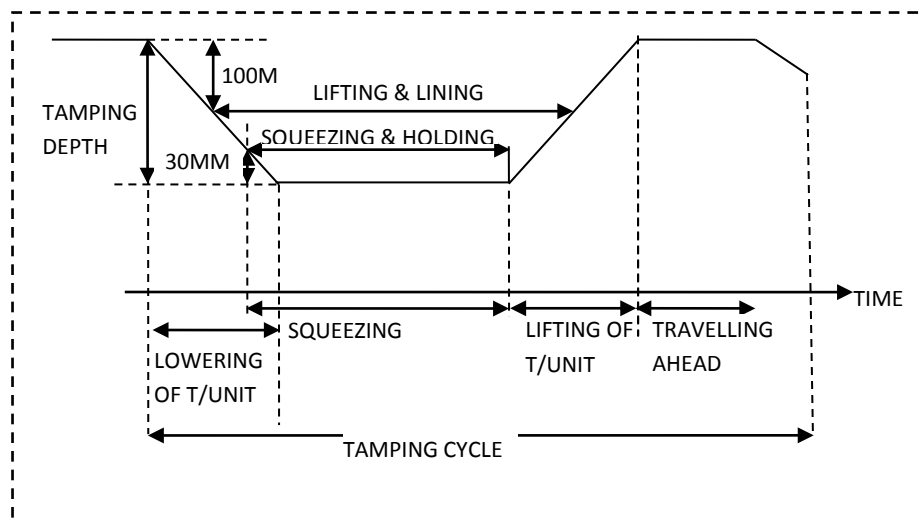 100M
LIFTING & LINING
TAMPING
DEPTH
SQUEEZING & HOLDING
30MM
TIME
SQUEEZING
LIFTING OF
T/UNIT
TRAVELLING
AHEAD
LOWERING
OF T/UNIT
TAMPING CYCLE